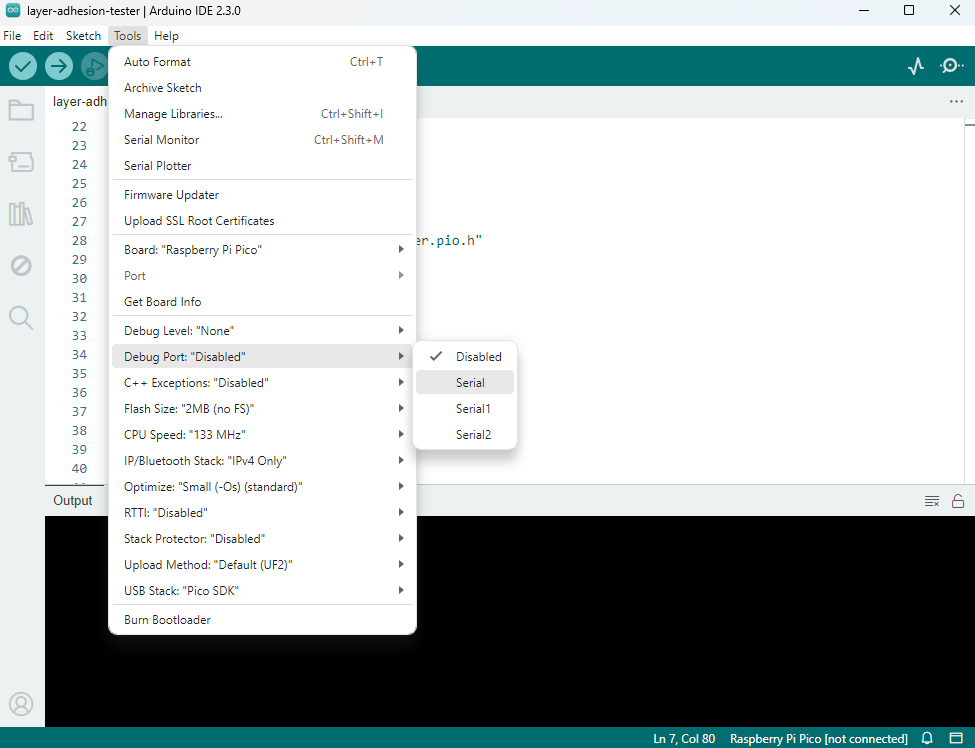 layer-adhesion-tester | Arduino IDE 2.3.0
File Edit Sketch Tools Help
layer-adh
Auto Format Ctrl+T
Archive Sketch
Manage Libraries... Ctrl+Shift+I
Serial Monitor Ctrl+Shift+M
Serial Plotter
Firmware Updater
Upload SSL Root Certificates
Board: "Raspberry Pi Pico"
Port
Get Board Info
Debug Level: "None"
Debug Port: "Disabled"
C++ Exceptions: "Disabled"
Flash Size: "2MB (no FS)"
CPU Speed: "133 MHz"
IP/Bluetooth Stack: "IPv4 Only"
Optimize: "Small (-Os) (standard)"
RTTI: "Disabled"
Stack Protector: "Disabled"
Upload Method: "Default (UF2)"
USB Stack: "Pico SDK"
Burn Bootloader
Disabled
Serial
Serial1
Serial2
22
23
24
25
26
27
28 er.pio.h"
29
30
31
32
33
34
35
36
37
38
39
40
Output
Ln 7, Col 80 Raspberry Pi Pico [not connected]